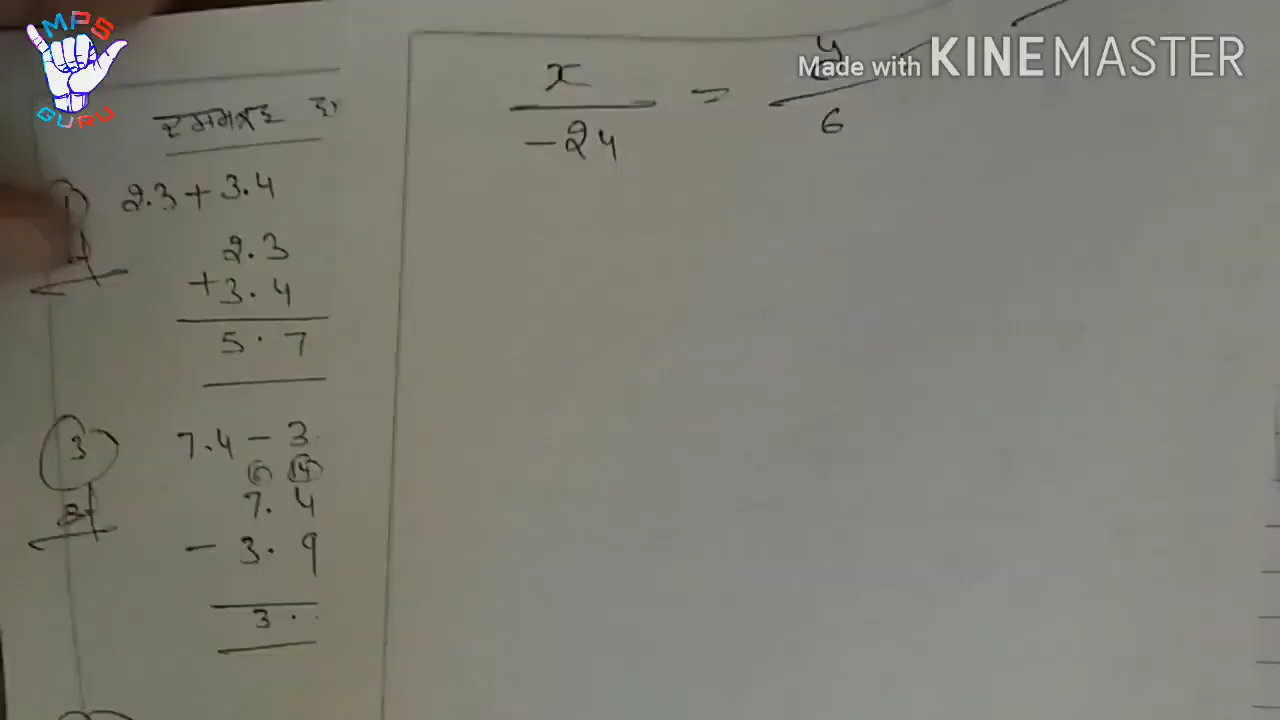 MPS
GURU
Made with KINEMASTER
x/-24 = y/6
1
2.3 + 3.4
2.3
+ 3.4
5.7
3
7.4 - 3.
7.4
- 3.9
3.